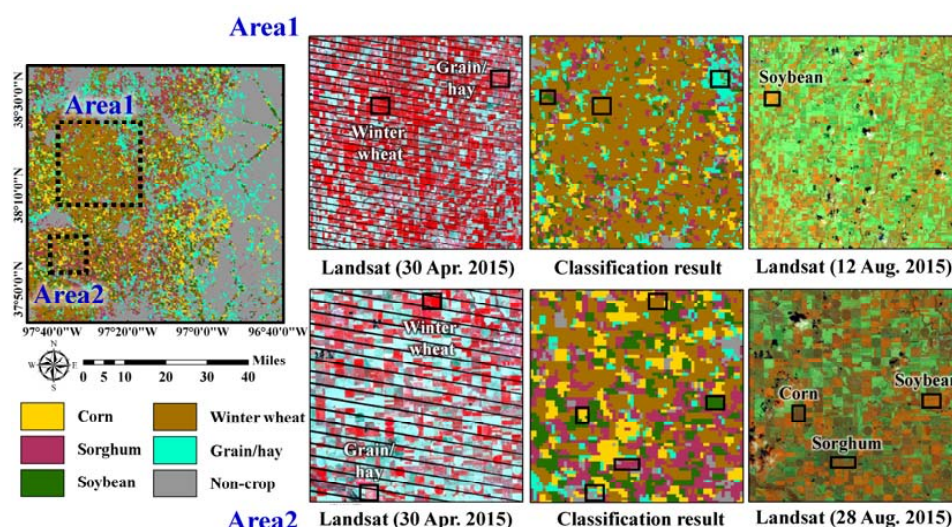 Area1
38°30'0"N
38°10'0"N
37°50'0"N
Area1
Area2
97°40'0"W
97°20'0"W
97°0'0"W
96°40'0"W
N
W
E
S
Miles
0
5
10
20
30
40
Corn
Sorghum
Soybean
Winter wheat
Grain/hay
Non-crop
Grain/
hay
Winter
wheat
Soybean
Landsat (30 Apr. 2015)
Classification result
Landsat (12 Aug. 2015)
Winter
wheat
Grain/
hay
Corn
Soybean
Sorghum
Area2
Landsat (30 Apr. 2015)
Classification result
Landsat (28 Aug. 2015)